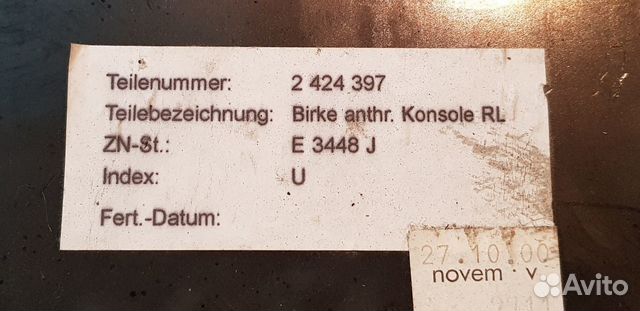 Teilenummer: 2 424 397
Teilebezeichnung: Birke anthr. Konsole RL
ZN-St.: E 3448 J
Index: U
Fert.-Datum:
27.10.00
novem v.
Avito